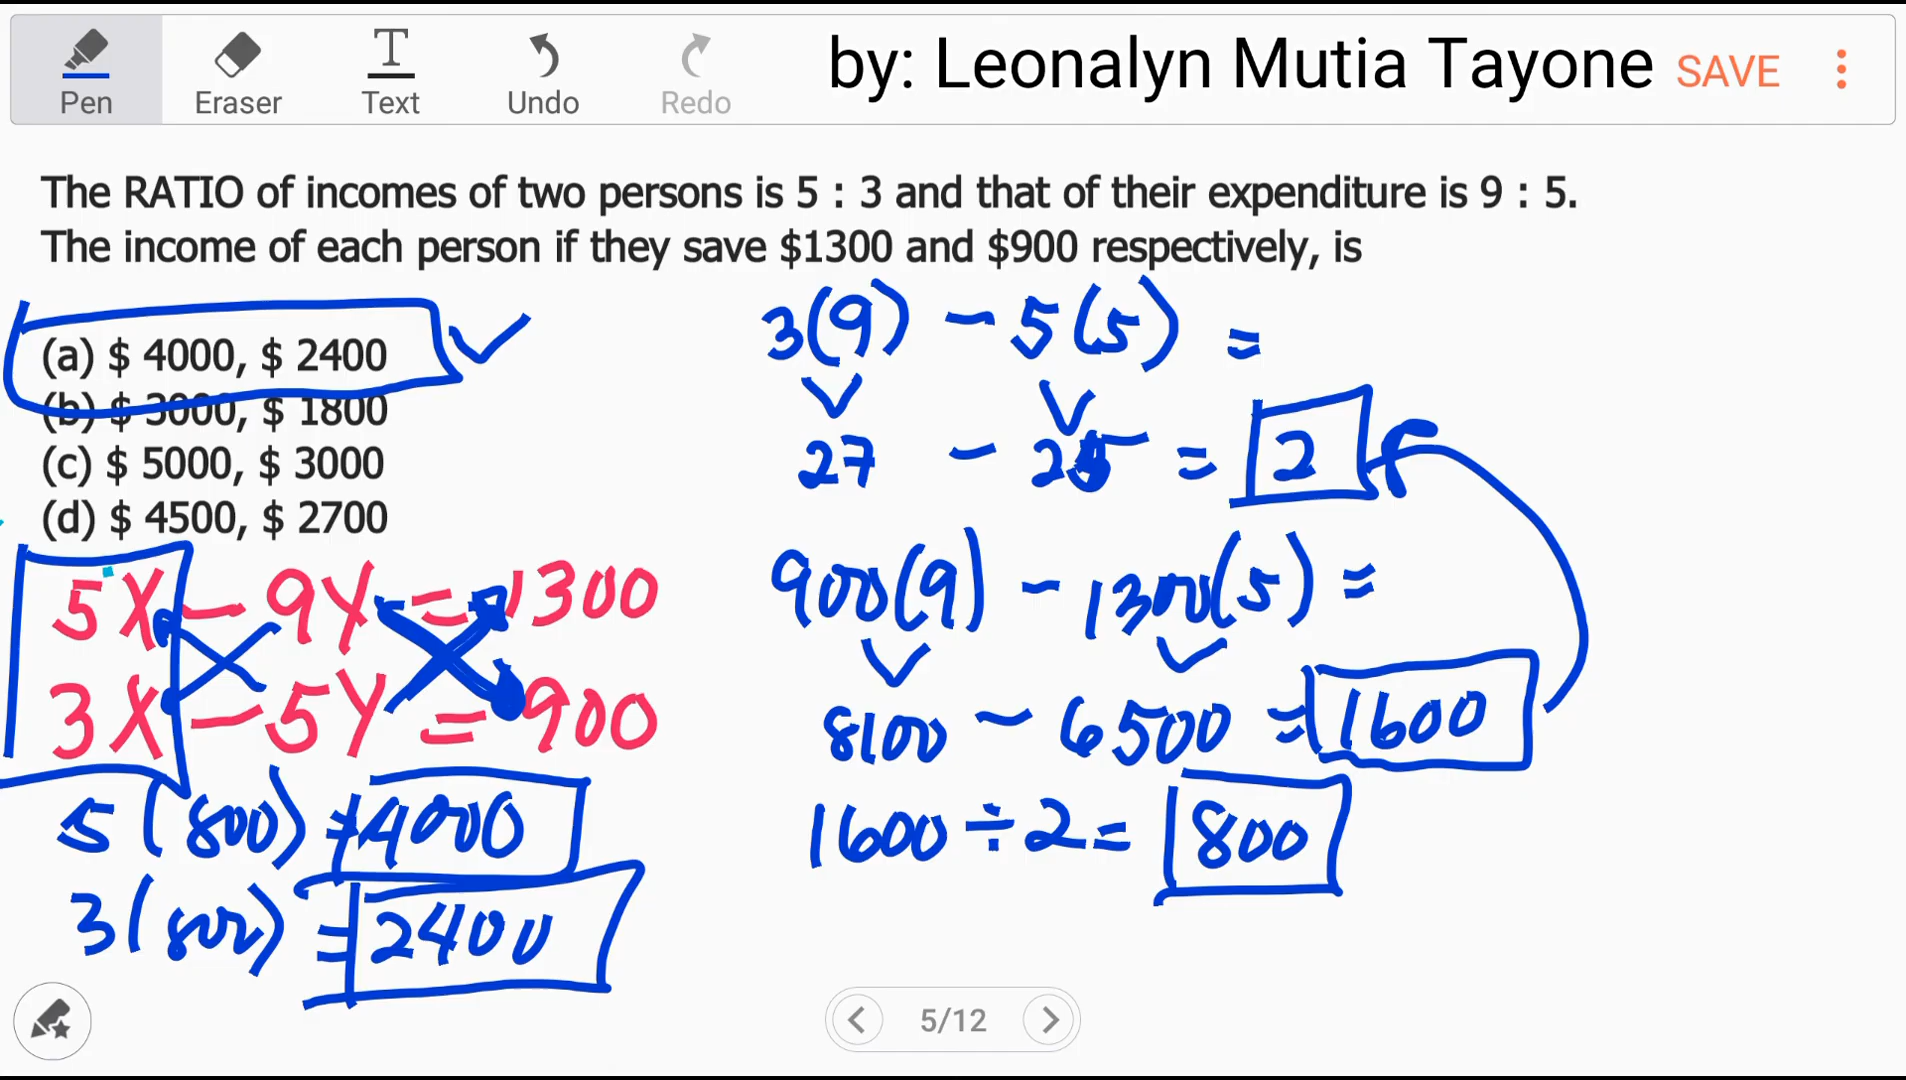 Pen
Eraser
Text
Undo
Redo
by: Leonalyn Mutia Tayone
SAVE
The RATIO of incomes of two persons is 5 : 3 and that of their expenditure is 9 : 5.
The income of each person if they save $1300 and $900 respectively, is
(a) $ 4000, $ 2400
(b) $ 3000, $ 1800
(c) $ 5000, $ 3000
(d) $ 4500, $ 2700
5X - 9Y = 1300
3X - 5Y = 900
5 (800) = 4000
3 (800) = 2400
3(9) - 5(5) =
27 - 25 = 2
900(9) - 1300(5) =
8100 - 6500 = 1600
1600 ÷ 2 = 800
5/12